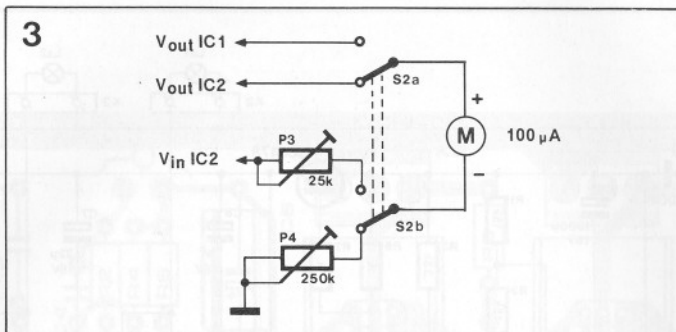 3
V out IC1
V out IC2
S2a
+
M
100 µA
−
P3
V in IC2
25k
S2b
P4
250k